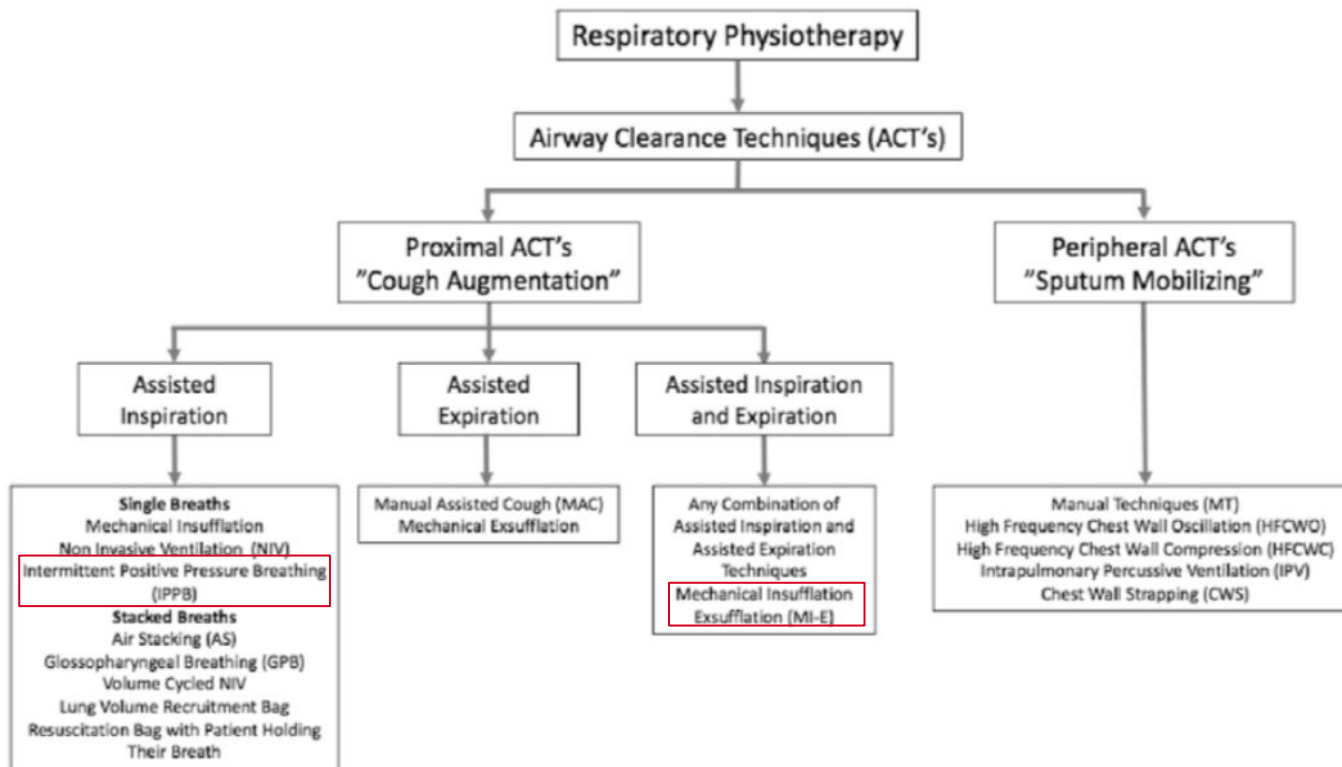 Respiratory Physiotherapy
Airway Clearance Techniques (ACT's)
Proximal ACT's
"Cough Augmentation"
Peripheral ACT's
"Sputum Mobilizing"
Assisted
Inspiration
Assisted
Expiration
Assisted Inspiration
and Expiration
Single Breaths
Mechanical Insufflation
Non Invasive Ventilation (NIV)
Intermittent Positive Pressure Breathing
(IPPB)
Stacked Breaths
Air Stacking (AS)
Glossopharyngeal Breathing (GPB)
Volume Cycled NIV
Lung Volume Recruitment Bag
Resuscitation Bag with Patient Holding
Their Breath
Manual Assisted Cough (MAC)
Mechanical Exsufflation
Any Combination of
Assisted Inspiration and
Assisted Expiration
Techniques
Mechanical Insufflation
Exsufflation (MI-E)
Manual Techniques (MT)
High Frequency Chest Wall Oscillation (HFCWO)
High Frequency Chest Wall Compression (HFCWC)
Intrapulmonary Percussive Ventilation (IPV)
Chest Wall Strapping (CWS)